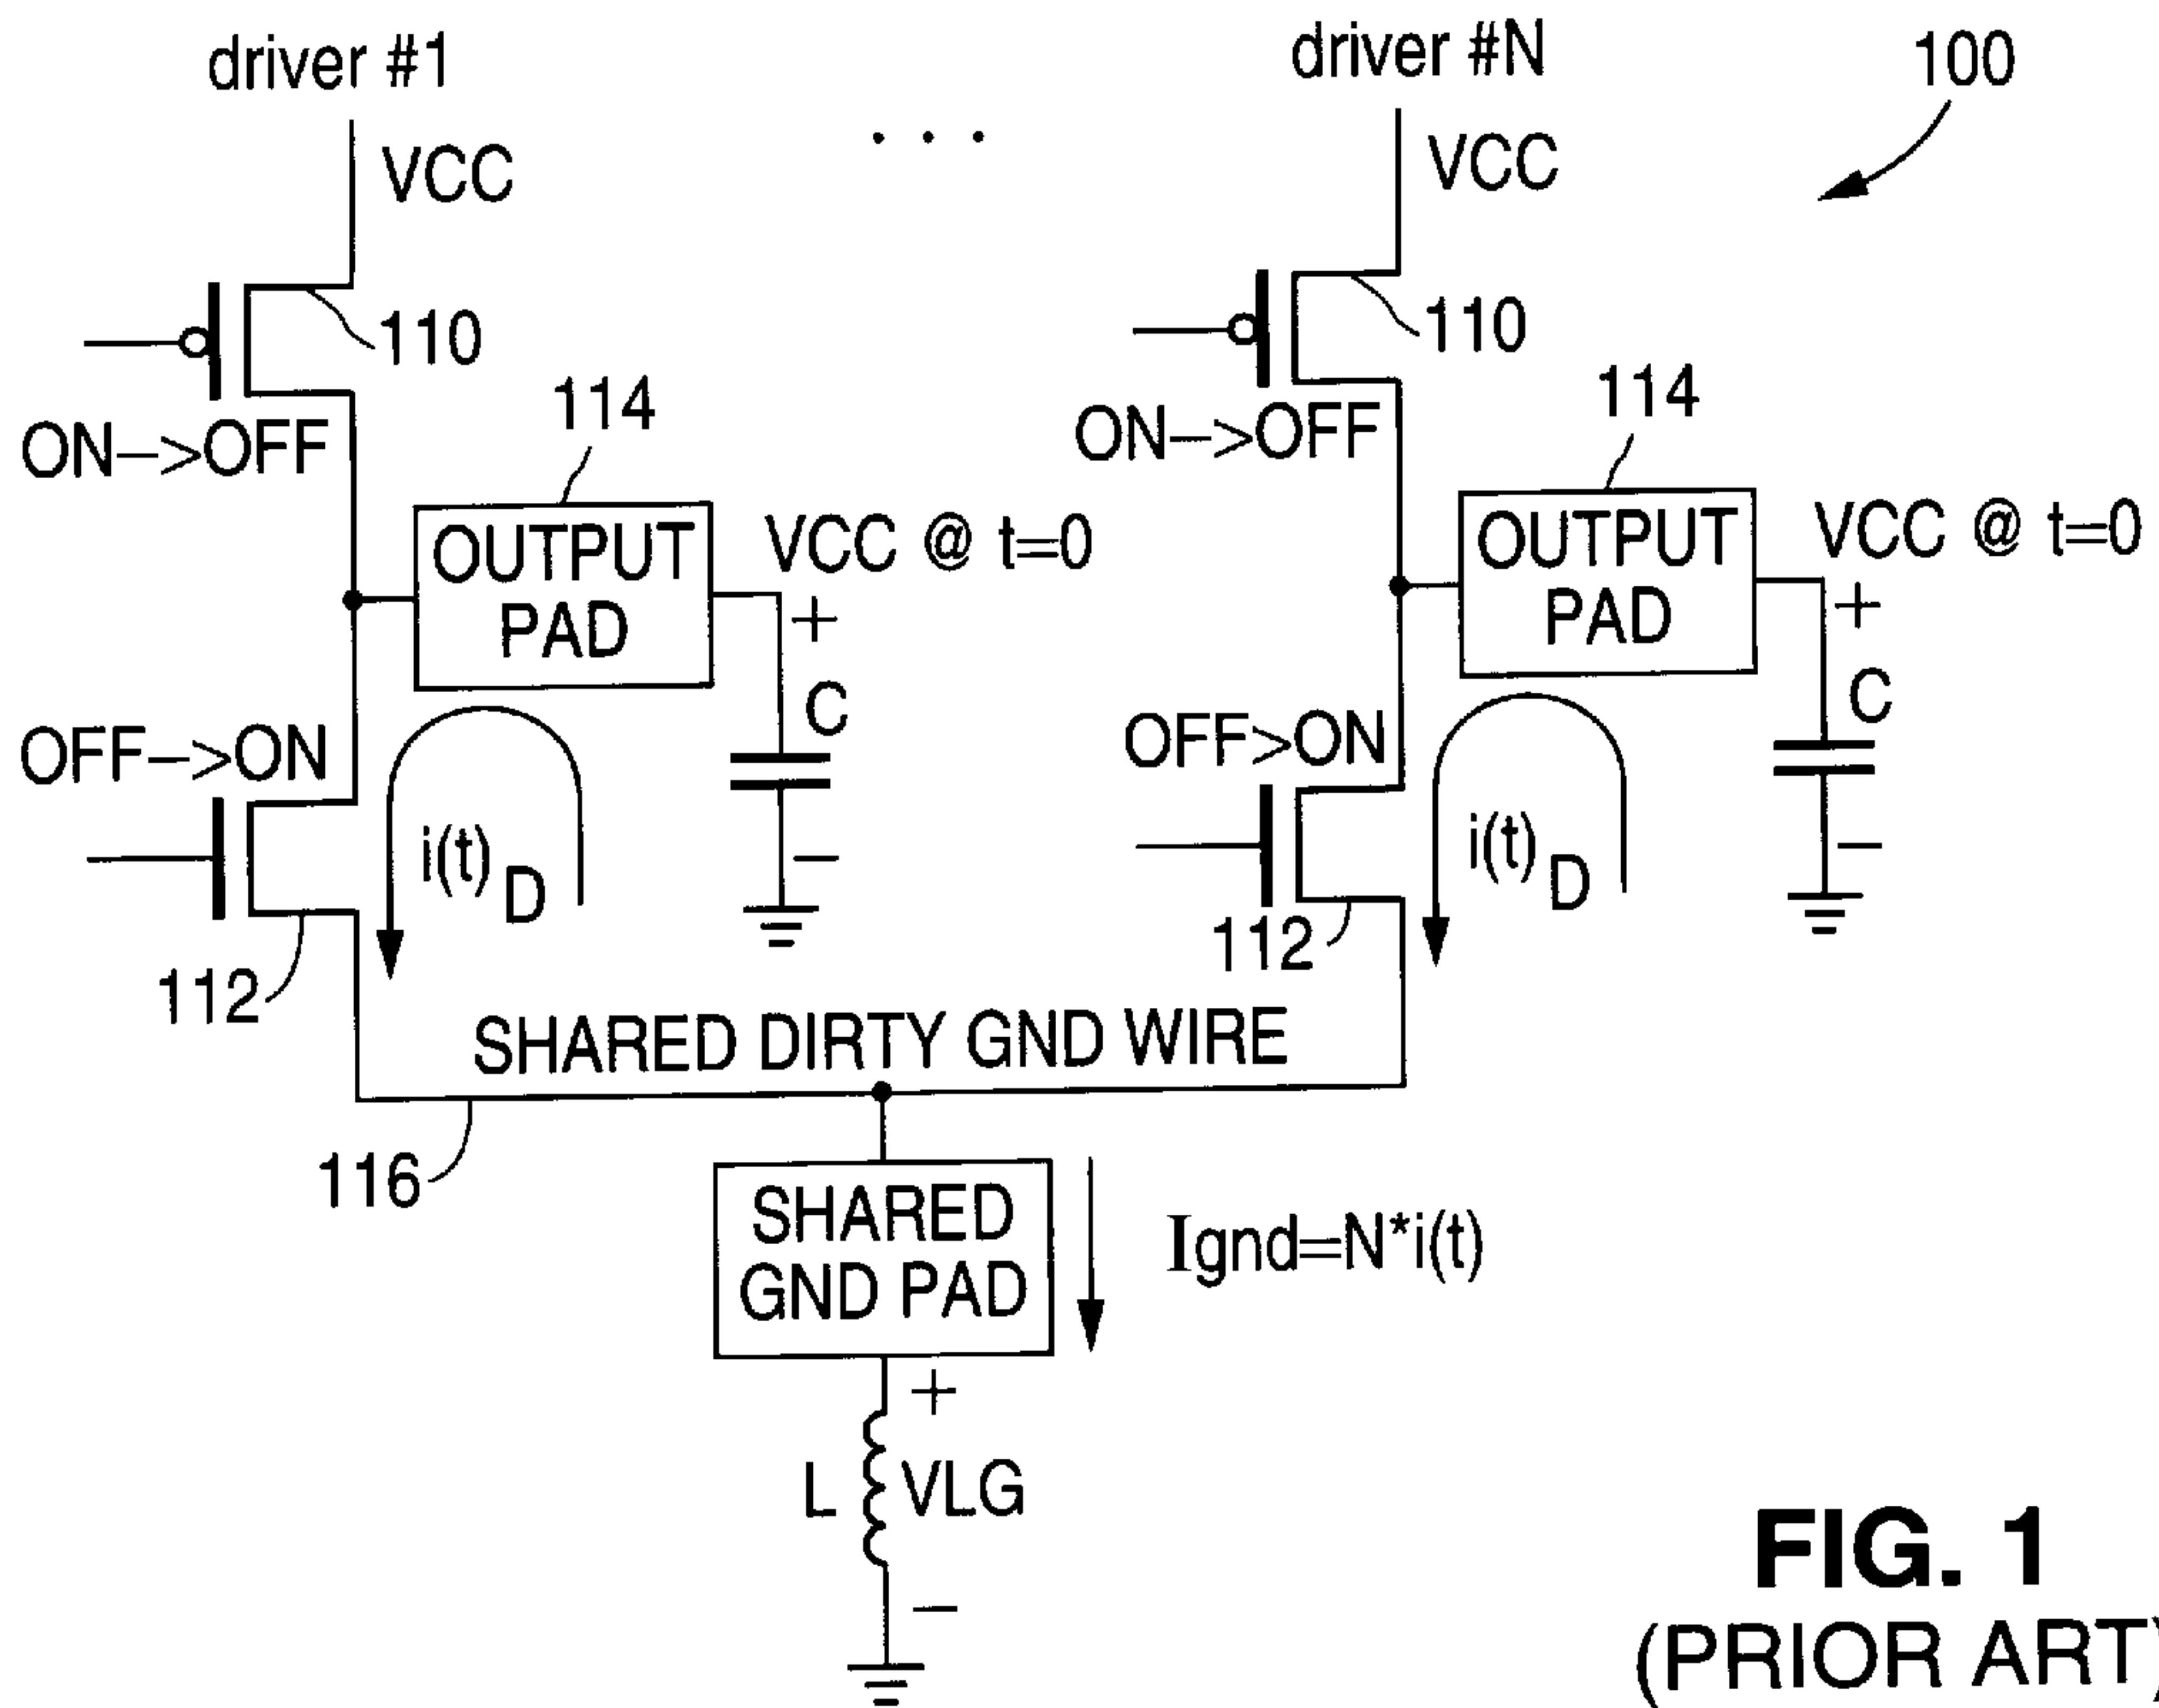 driver #1
driver #N
100
. . .
VCC
VCC
110
110
ON–>OFF
ON–>OFF
114
114
OUTPUT
PAD
VCC @ t=0
OUTPUT
PAD
VCC @ t=0
+
+
C
C
OFF–>ON
OFF>ON
i(t)D
i(t)D
–
–
112
112
SHARED DIRTY GND WIRE
116
SHARED
GND PAD
Ignd=N*i(t)
+
L
VLG
–
FIG. 1
(PRIOR ART)